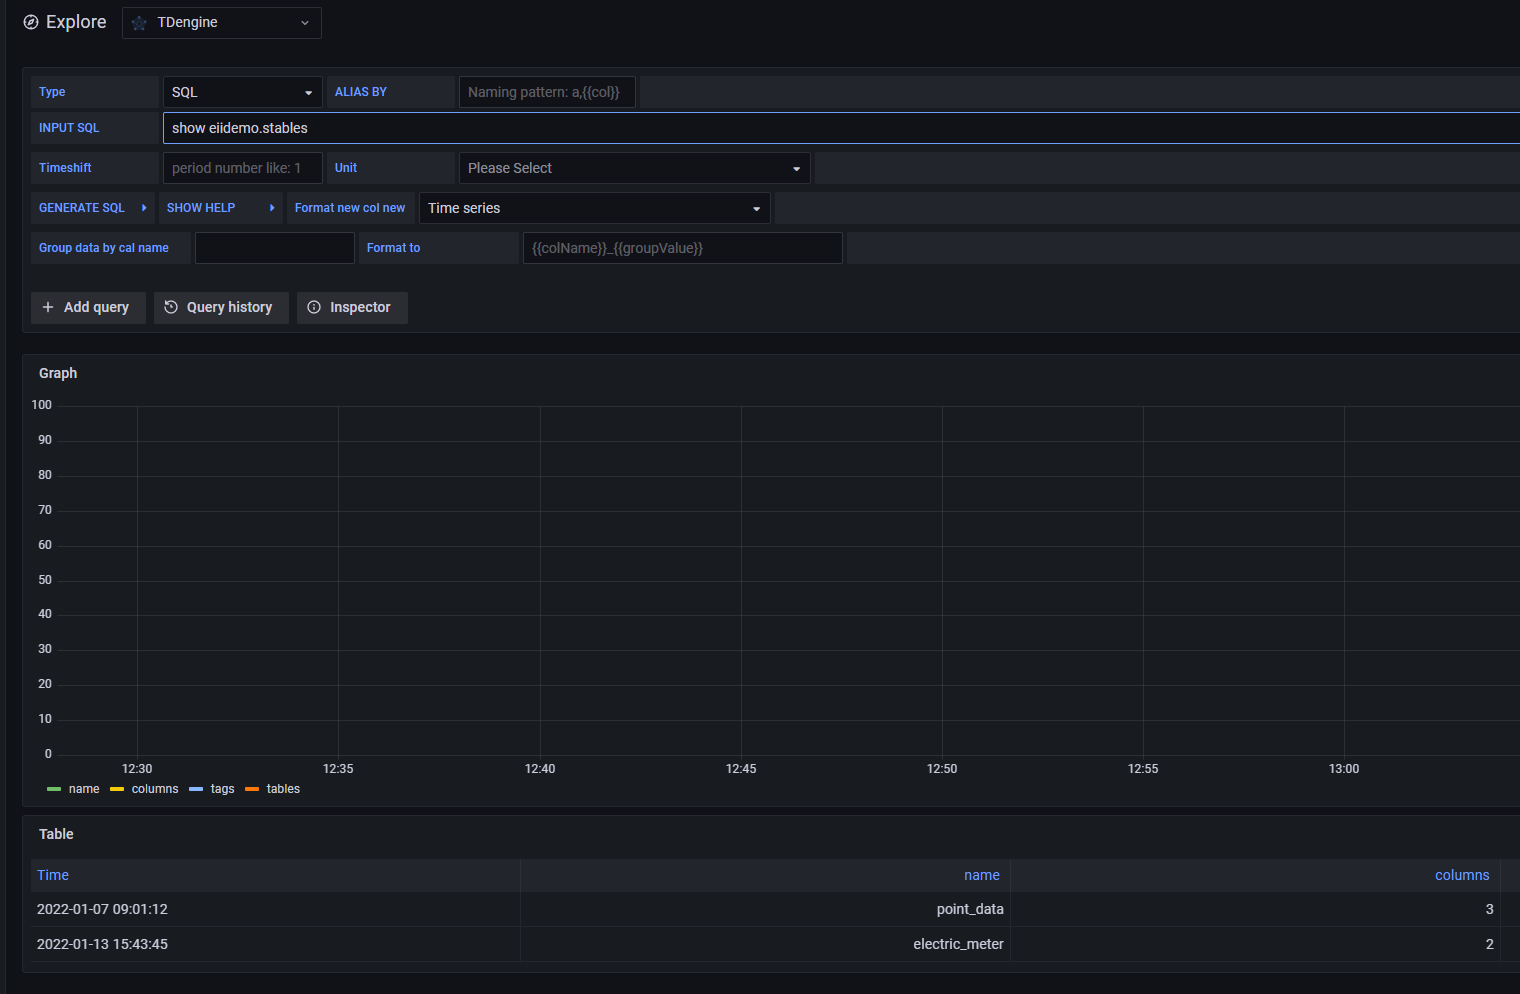 Explore TDengine
Type SQL ALIAS BY Naming pattern: a,{{col}}
INPUT SQL show eiidemo.stables
Timeshift period number like: 1 Unit Please Select
GENERATE SQL SHOW HELP Format new col new Time series
Group data by cal name Format to {{colName}}_{{groupValue}}
Add query Query history Inspector
Graph
100
90
80
70
60
50
40
30
20
10
0
12:30 12:35 12:40 12:45 12:50 12:55 13:00
name columns tags tables
Table
Time name columns
2022-01-07 09:01:12 point_data 3
2022-01-13 15:43:45 electric_meter 2